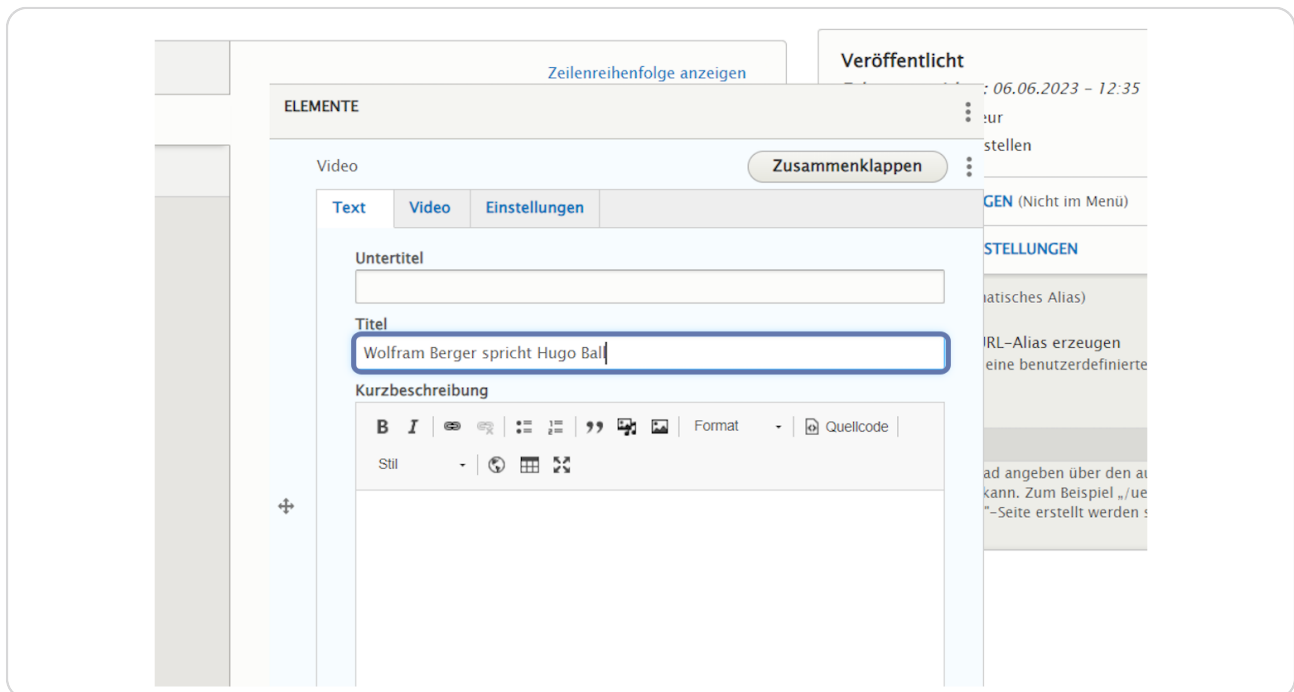 Zeilenreihenfolge anzeigen
Veröffentlicht
: 06.06.2023 – 12:35
eur
stellen
GEN (Nicht im Menü)
STELLUNGEN
natisches Alias)
URL-Alias erzeugen
eine benutzerdefinierte
ad angeben über den au
kann. Zum Beispiel „/ue
“-Seite erstellt werden s
ELEMENTE
Video
Zusammenklappen
Text Video Einstellungen
Untertitel
Titel
Wolfram Berger spricht Hugo Ball
Kurzbeschreibung
B I Format Quellcode
Stil